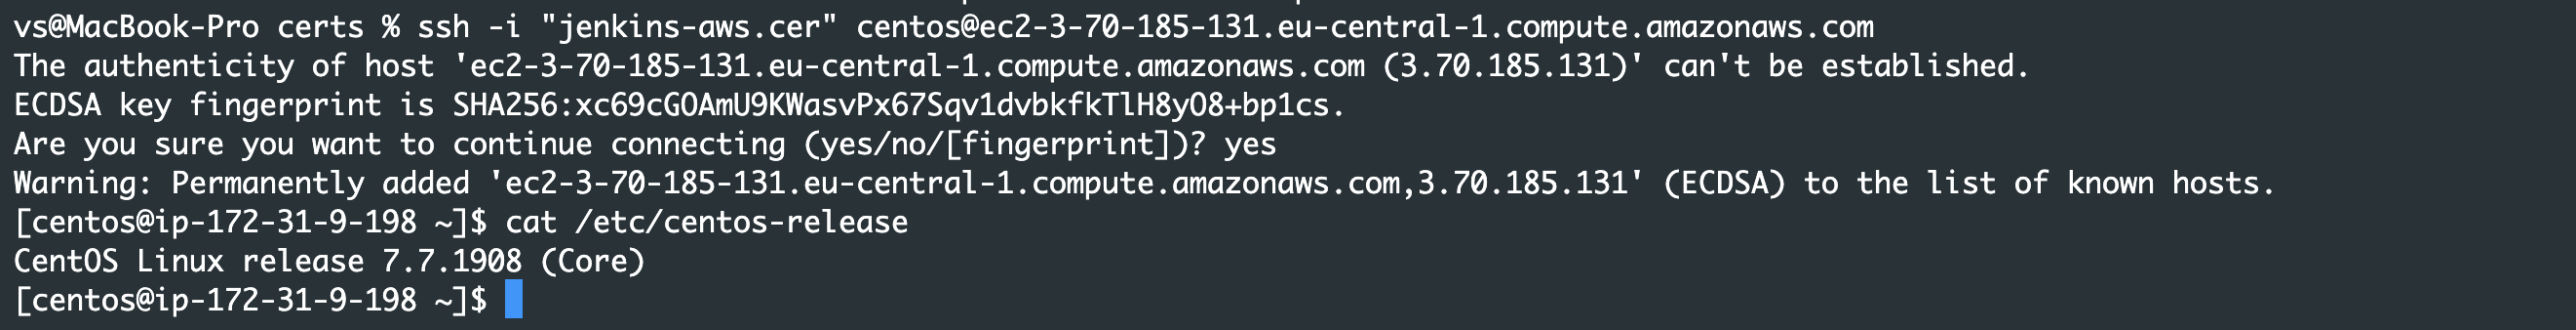 vs@MacBook-Pro certs % ssh -i "jenkins-aws.cer" centos@ec2-3-70-185-131.eu-central-1.compute.amazonaws.com
The authenticity of host 'ec2-3-70-185-131.eu-central-1.compute.amazonaws.com (3.70.185.131)' can't be established.
ECDSA key fingerprint is SHA256:xc69cGOAmU9KWasvPx67Sqv1dvbkfkTlH8yO8+bp1cs.
Are you sure you want to continue connecting (yes/no/[fingerprint])? yes
Warning: Permanently added 'ec2-3-70-185-131.eu-central-1.compute.amazonaws.com,3.70.185.131' (ECDSA) to the list of known hosts.
[centos@ip-172-31-9-198 ~]$ cat /etc/centos-release
CentOS Linux release 7.7.1908 (Core)
[centos@ip-172-31-9-198 ~]$